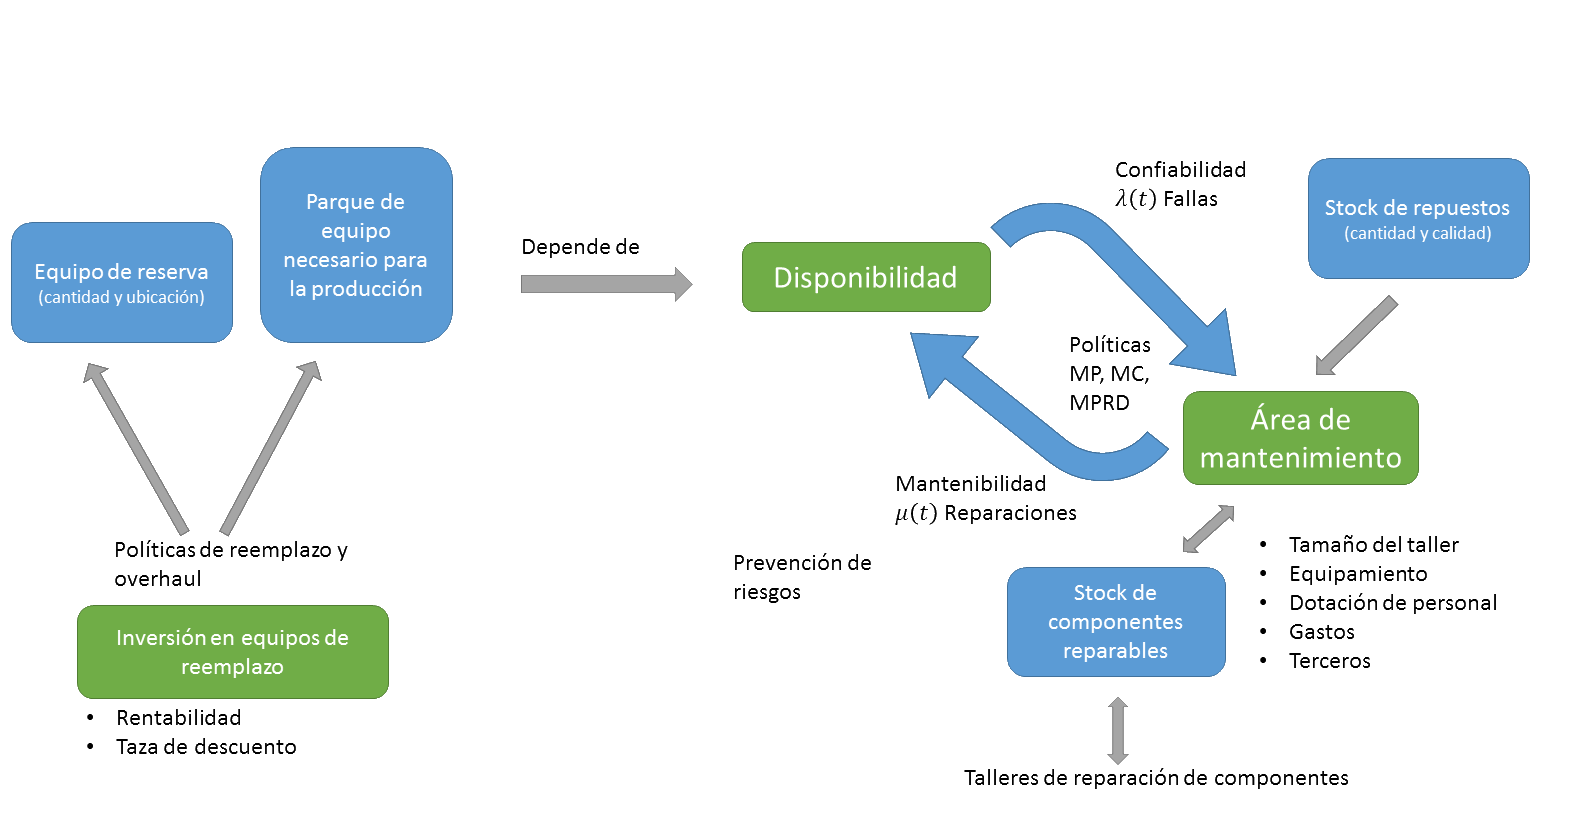 Equipo de reserva
(cantidad y ubicación)
Parque de
equipo
necesario para
la producción
Políticas de reemplazo y
overhaul
Inversión en equipos de
reemplazo
• Rentabilidad
• Taza de descuento
Depende de
Disponibilidad
Confiabilidad
λ(t) Fallas
Stock de repuestos
(cantidad y calidad)
Políticas
MP, MC,
MPRD
Área de
mantenimiento
Mantenibilidad
μ(t) Reparaciones
Prevención de
riesgos
Stock de
componentes
reparables
• Tamaño del taller
• Equipamiento
• Dotación de personal
• Gastos
• Terceros
Talleres de reparación de componentes